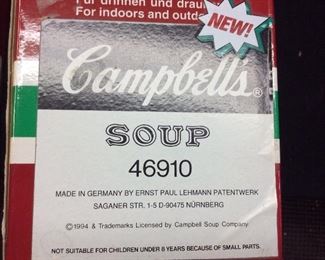 Für drinnen und drau
For indoors and outdo
NEW!
Campbell's®
SOUP
46910
MADE IN GERMANY BY ERNST PAUL LEHMANN PATENTWERK
SAGANER STR. 1-5 D-90475 NÜRNBERG
©1994 & Trademarks Licensed by Campbell Soup Company
NOT SUITABLE FOR CHILDREN UNDER 8 YEARS BECAUSE OF SMALL PARTS.